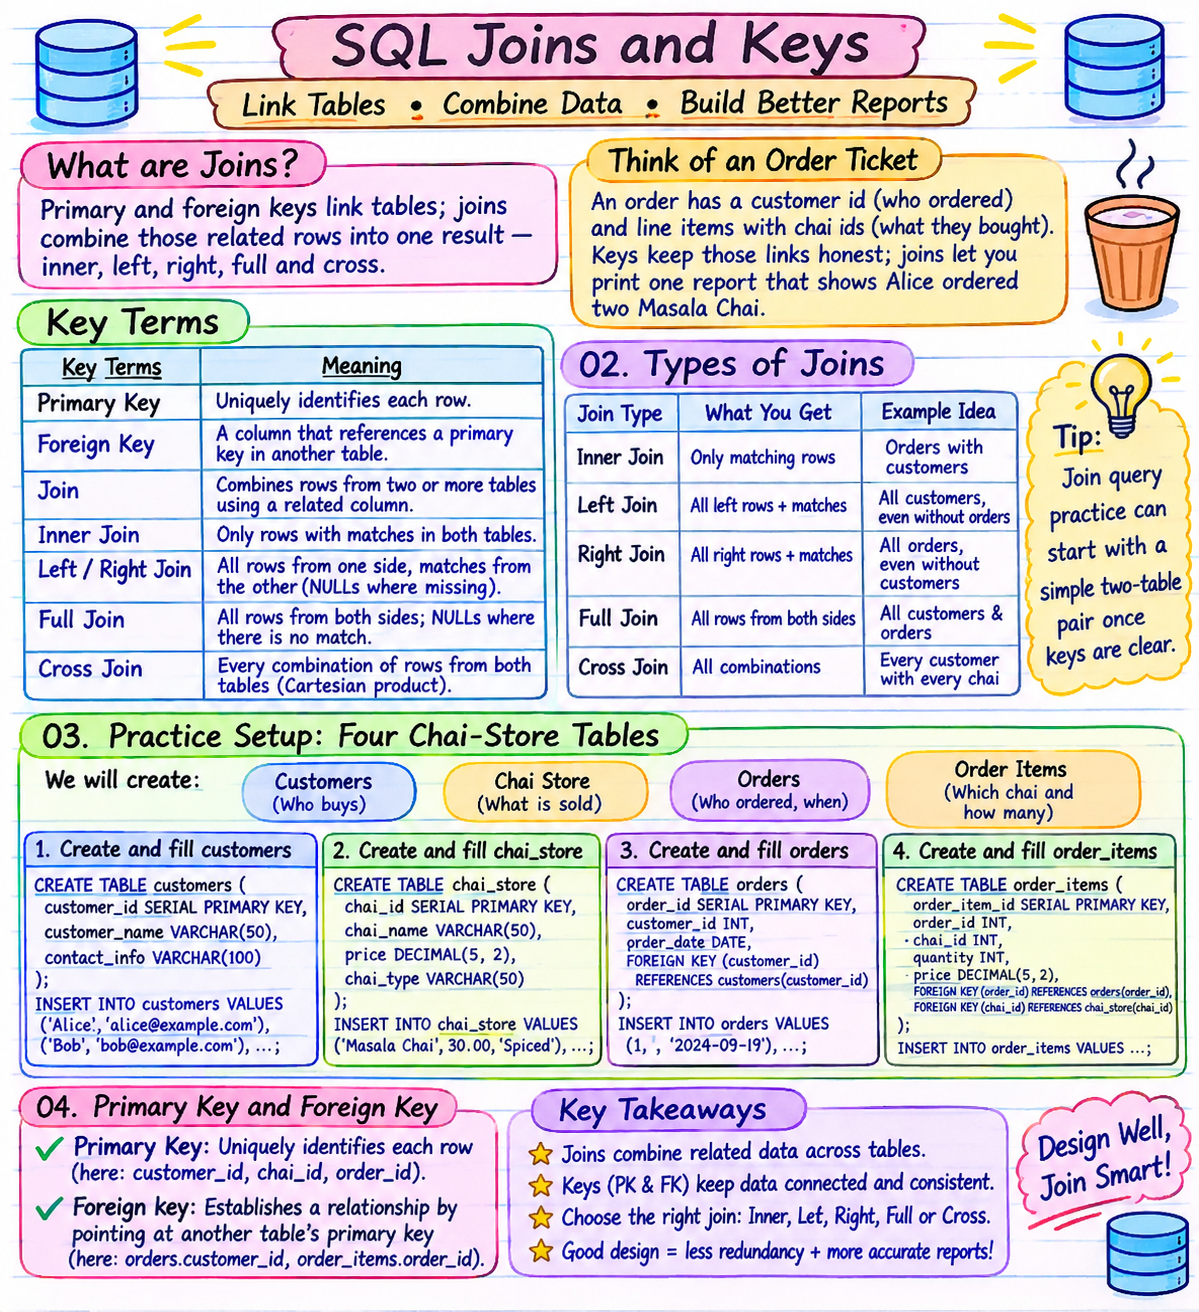 SQL Joins and Keys
Link Tables • Combine Data • Build Better Reports
What are Joins?
Primary and foreign keys link tables; joins
combine those related rows into one result —
inner, left, right, full and cross.
Think of an Order Ticket
An order has a customer id (who ordered)
and line items with chai ids (what they bought).
Keys keep those links honest; joins let you
print one report that shows Alice ordered
two Masala Chai.
Key Terms
Key Terms Meaning
Primary Key Uniquely identifies each row.
Foreign Key A column that references a primary
key in another table.
Join Combines rows from two or more tables
using a related column.
Inner Join Only rows with matches in both tables.
Left / Right Join All rows from one side, matches from
the other (NULLs where missing).
Full Join All rows from both sides; NULLs where
there is no match.
Cross Join Every combination of rows from both
tables (Cartesian product).
02. Types of Joins
Join Type What You Get Example Idea
Inner Join Only matching rows Orders with
customers
Left Join All left rows + matches All customers,
even without orders
Right Join All right rows + matches All orders,
even without
customers
Full Join All rows from both sides All customers &
orders
Cross Join All combinations Every customer
with every chai
Tip:
Join query
practice can
start with a
simple two-table
pair once
keys are clear.
03. Practice Setup: Four Chai-Store Tables
We will create:
Customers
(Who buys)
Chai Store
(What is sold)
Orders
(Who ordered, when)
Order Items
(Which chai and
how many)
1. Create and fill customers
CREATE TABLE customers (
customer_id SERIAL PRIMARY KEY,
customer_name VARCHAR(50),
contact_info VARCHAR(100)
);
INSERT INTO customers VALUES
('Alice', 'alice@example.com'),
('Bob', 'bob@example.com'), ...;
2. Create and fill chai_store
CREATE TABLE chai_store (
chai_id SERIAL PRIMARY KEY,
chai_name VARCHAR(50),
price DECIMAL(5, 2),
chai_type VARCHAR(50)
);
INSERT INTO chai_store VALUES
('Masala Chai', 30.00, 'Spiced'), ...;
3. Create and fill orders
CREATE TABLE orders (
order_id SERIAL PRIMARY KEY,
customer_id INT,
order_date DATE,
FOREIGN KEY (customer_id)
REFERENCES customers(customer_id)
);
INSERT INTO orders VALUES
(1, , '2024-09-19'), ...;
4. Create and fill order_items
CREATE TABLE order_items (
order_item_id SERIAL PRIMARY KEY,
order_id INT,
chai_id INT,
quantity INT,
price DECIMAL(5, 2),
FOREIGN KEY (order_id) REFERENCES orders(order_id),
FOREIGN KEY (chai_id) REFERENCES chai_store(chai_id)
);
INSERT INTO order_items VALUES ...;
04. Primary Key and Foreign Key
Primary Key: Uniquely identifies each row
(here: customer_id, chai_id, order_id).
Foreign key: Establishes a relationship by
pointing at another table's primary key
(here: orders.customer_id, order_items.order_id).
Key Takeaways
Joins combine related data across tables.
Keys (PK & FK) keep data connected and consistent.
Choose the right join: Inner, Let, Right, Full or Cross.
Good design = less redundancy + more accurate reports!
Design Well,
Join Smart!